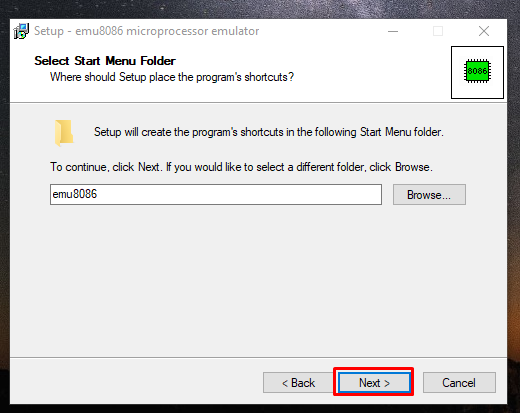 Setup - emu8086 microprocessor emulator
Select Start Menu Folder
Where should Setup place the program's shortcuts?
8086
Setup will create the program's shortcuts in the following Start Menu folder.
To continue, click Next. If you would like to select a different folder, click Browse.
emu8086
Browse...
< Back
Next >
Cancel